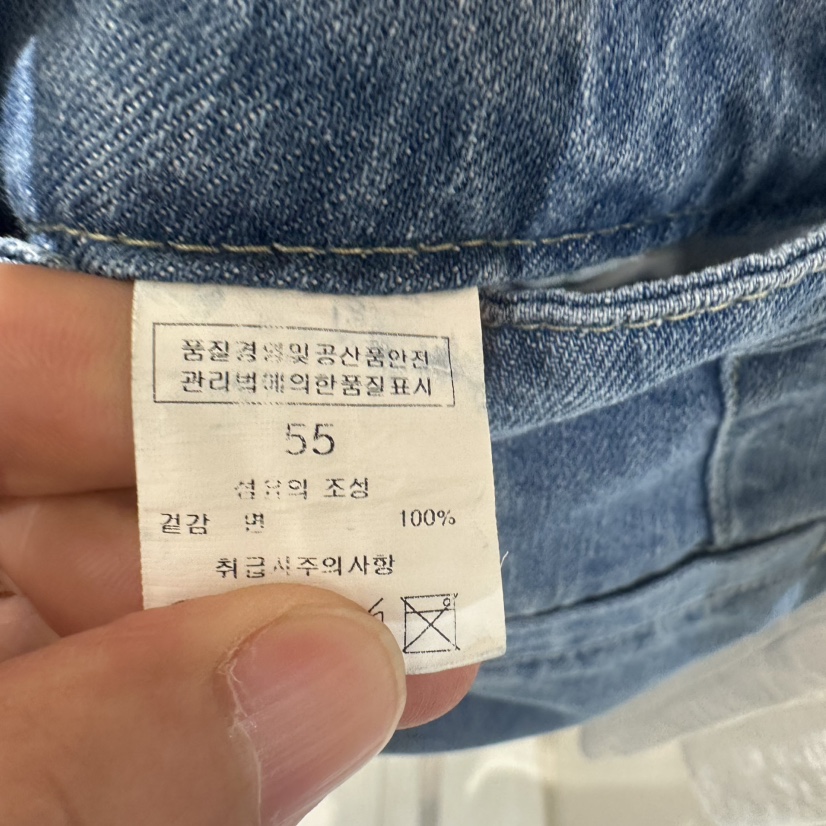 품질경영및공산품안전
관리법에의한품질표시
55
섬유의 조성
겉감 면 100%
취급시주의사항